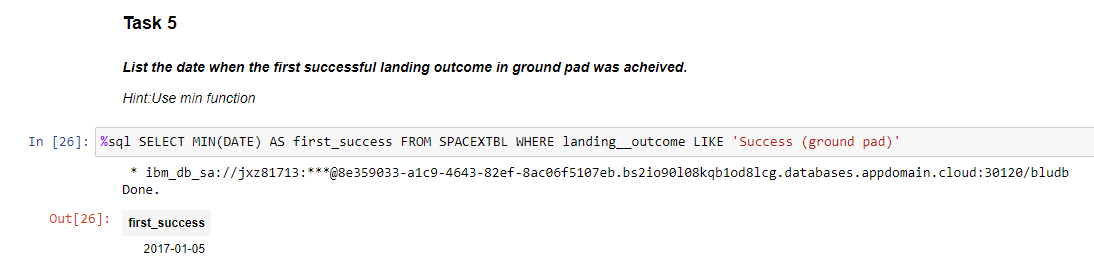 Task 5
List the date when the first successful landing outcome in ground pad was acheived.
Hint:Use min function
In [26]: %sql SELECT MIN(DATE) AS first_success FROM SPACEXTBL WHERE landing__outcome LIKE 'Success (ground pad)'
* ibm_db_sa://jxz81713:***@8e359033-a1c9-4643-82ef-8ac06f5107eb.bs2io90l08kqb1od8lcg.databases.appdomain.cloud:30120/bludb
Done.
Out[26]: first_success
2017-01-05